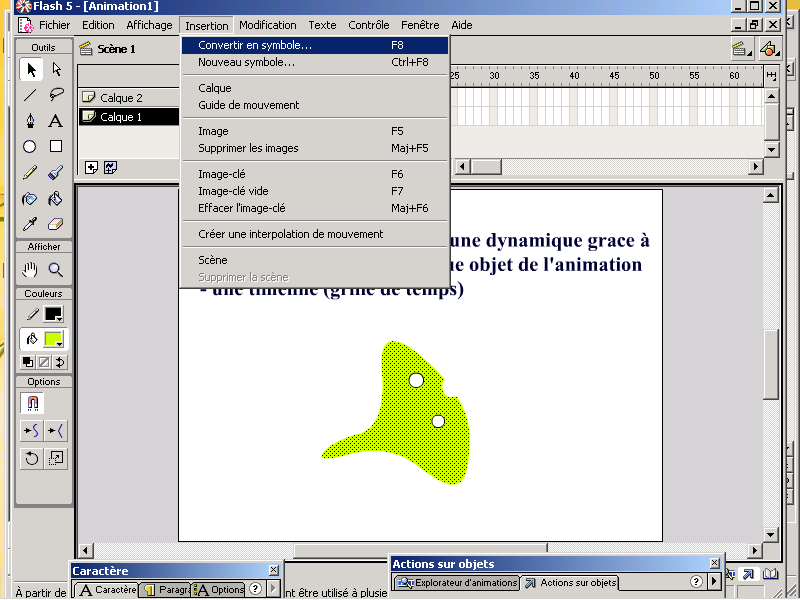 Flash 5 - [Animation1]
Fichier Edition Affichage Insertion Modification Texte Contrôle Fenêtre Aide
Outils
Scène 1
Convertir en symbole... F8
Nouveau symbole... Ctrl+F8
Calque
Guide de mouvement
Image F5
Supprimer les images Maj+F5
Image-clé F6
Image-clé vide F7
Effacer l'image-clé Maj+F6
Créer une interpolation de mouvement
Scène
Supprimer la scène
25 30 35 40 45 50 55 60
Calque 2
Calque 1
Afficher
Couleurs
Options
une dynamique grace à
ue objet de l'animation
- une timeline (grille de temps)
Caractère
Caractère Paragra Options
Actions sur objets
Explorateur d'animations Actions sur objets
À partir de
nt être utilisé à plusie